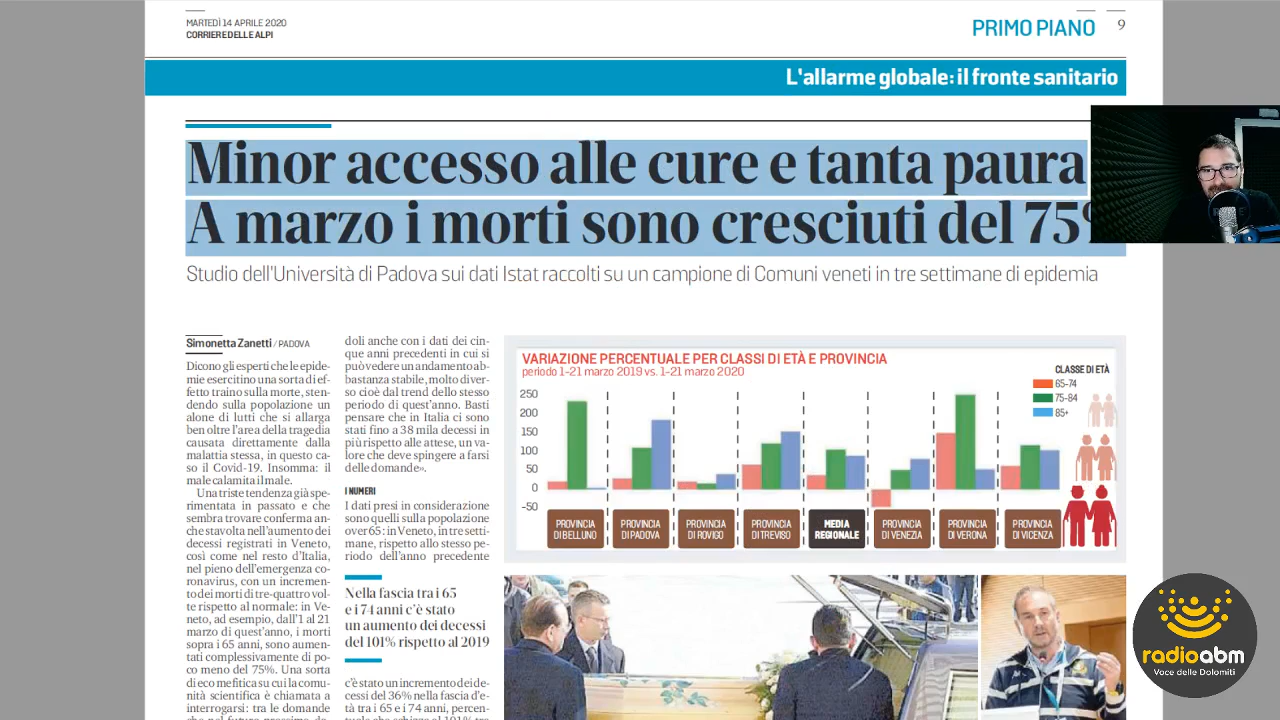 MARTEDÌ 14 APRILE 2020
CORRIERE DELLE ALPI
PRIMO PIANO
9
L'allarme globale: il fronte sanitario
Minor accesso alle cure e tanta paura
A marzo i morti sono cresciuti del 75%
Studio dell'Università di Padova sui dati Istat raccolti su un campione di Comuni veneti in tre settimane di epidemia
Simonetta Zanetti / PADOVA
Dicono gli esperti che le epide-
mie esercitino una sorta di ef-
fetto traino sulla morte, sten-
dendo sulla popolazione un
alone di lutti che si allarga
ben oltre l'area della tragedia
causata direttamente dalla
malattia stessa, in questo ca-
so il Covid-19. Insomma: il
male calamita il male.
Una triste tendenza già spe-
rimentata in passato e che
sembra trovare conferma an-
che stavolta nell'aumento dei
decessi registrati in Veneto,
così come nel resto d'Italia,
nel pieno dell'emergenza co-
ronavirus, con un incremen-
to dei morti di tre-quattro vol-
te rispetto al normale: in Ve-
neto, ad esempio, dall'1 al 21
marzo di quest'anno, i morti
sopra i 65 anni, sono aumen-
tati complessivamente di po-
co meno del 75%. Una sorta
di eco mefitica su cui la comu-
nità scientifica è chiamata a
interrogarsi: tra le domande
che nel futuro prossimo do-
doli anche con i dati dei cin-
que anni precedenti in cui si
può vedere un andamento ab-
bastanza stabile, molto diver-
so cioè dal trend dello stesso
periodo di quest'anno. Basti
pensare che in Italia ci sono
stati fino a 38 mila decessi in
più rispetto alle attese, un va-
lore che deve spingere a farsi
delle domande».
I NUMERI
I dati presi in considerazione
sono quelli sulla popolazione
over 65: in Veneto, in tre setti-
mane, rispetto allo stesso pe-
riodo dell'anno precedente
Nella fascia tra i 65
e i 74 anni c'è stato
un aumento dei decessi
del 101% rispetto al 2019
c'è stato un incremento dei de-
cessi del 36% nella fascia d'e-
tà tra i 65 e i 74 anni, percen-
tuale che schizza al 101% tra
VARIAZIONE PERCENTUALE PER CLASSI DI ETÀ E PROVINCIA
periodo 1-21 marzo 2019 vs. 1-21 marzo 2020
CLASSE DI ETÀ
65-74
75-84
85+
250
200
150
100
50
0
-50
PROVINCIA
DI BELLUNO
PROVINCIA
DI PADOVA
PROVINCIA
DI ROVIGO
PROVINCIA
DI TREVISO
MEDIA
REGIONALE
PROVINCIA
DI VENEZIA
PROVINCIA
DI VERONA
PROVINCIA
DI VICENZA
radioabm
Voce delle Dolomiti